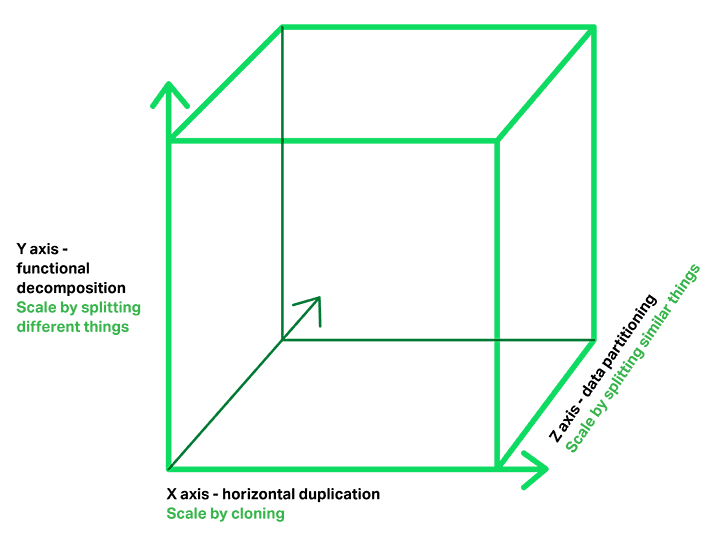 Y axis -
functional
decomposition
Scale by splitting
different things
Z axis - data partitioning
Scale by splitting similar things
X axis - horizontal duplication
Scale by cloning